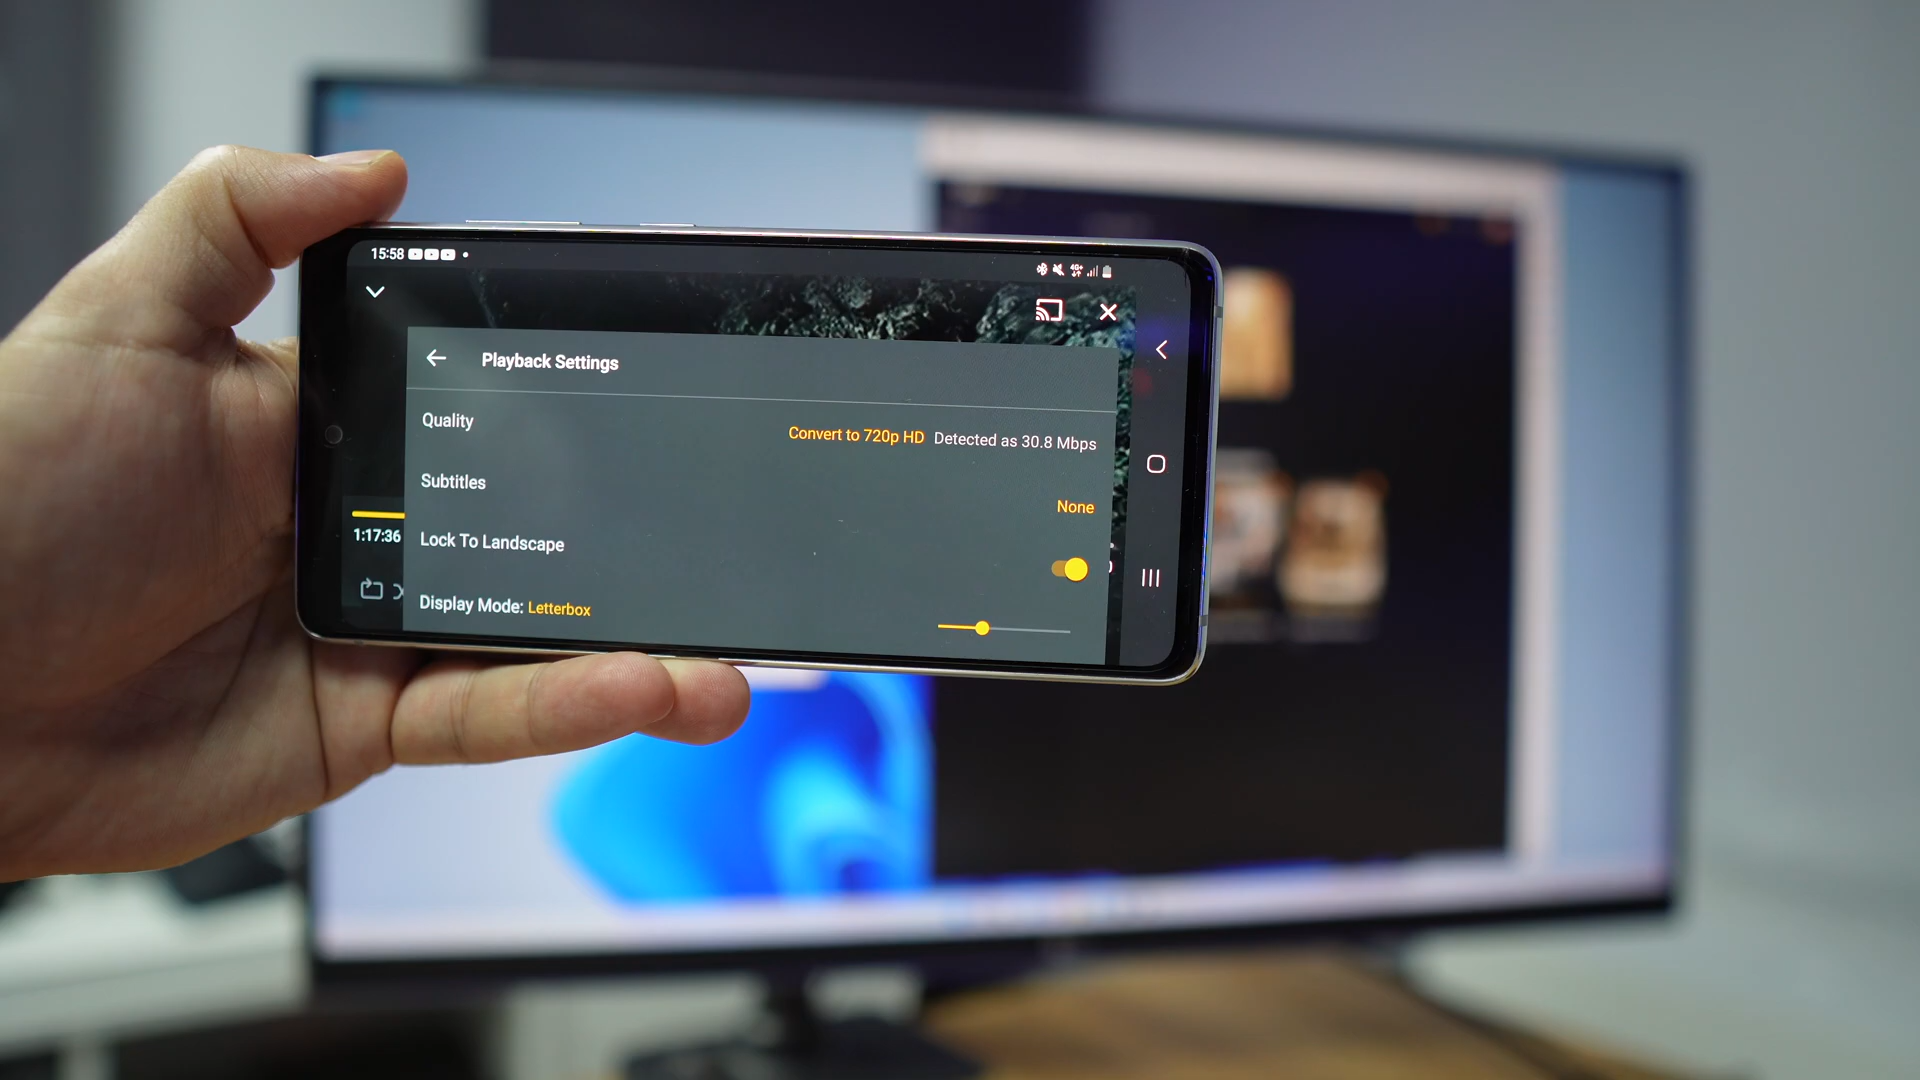 15:58
Playback Settings
Quality
Convert to 720p HD Detected as 30.8 Mbps
Subtitles
None
1:17:36
Lock To Landscape
Display Mode: Letterbox